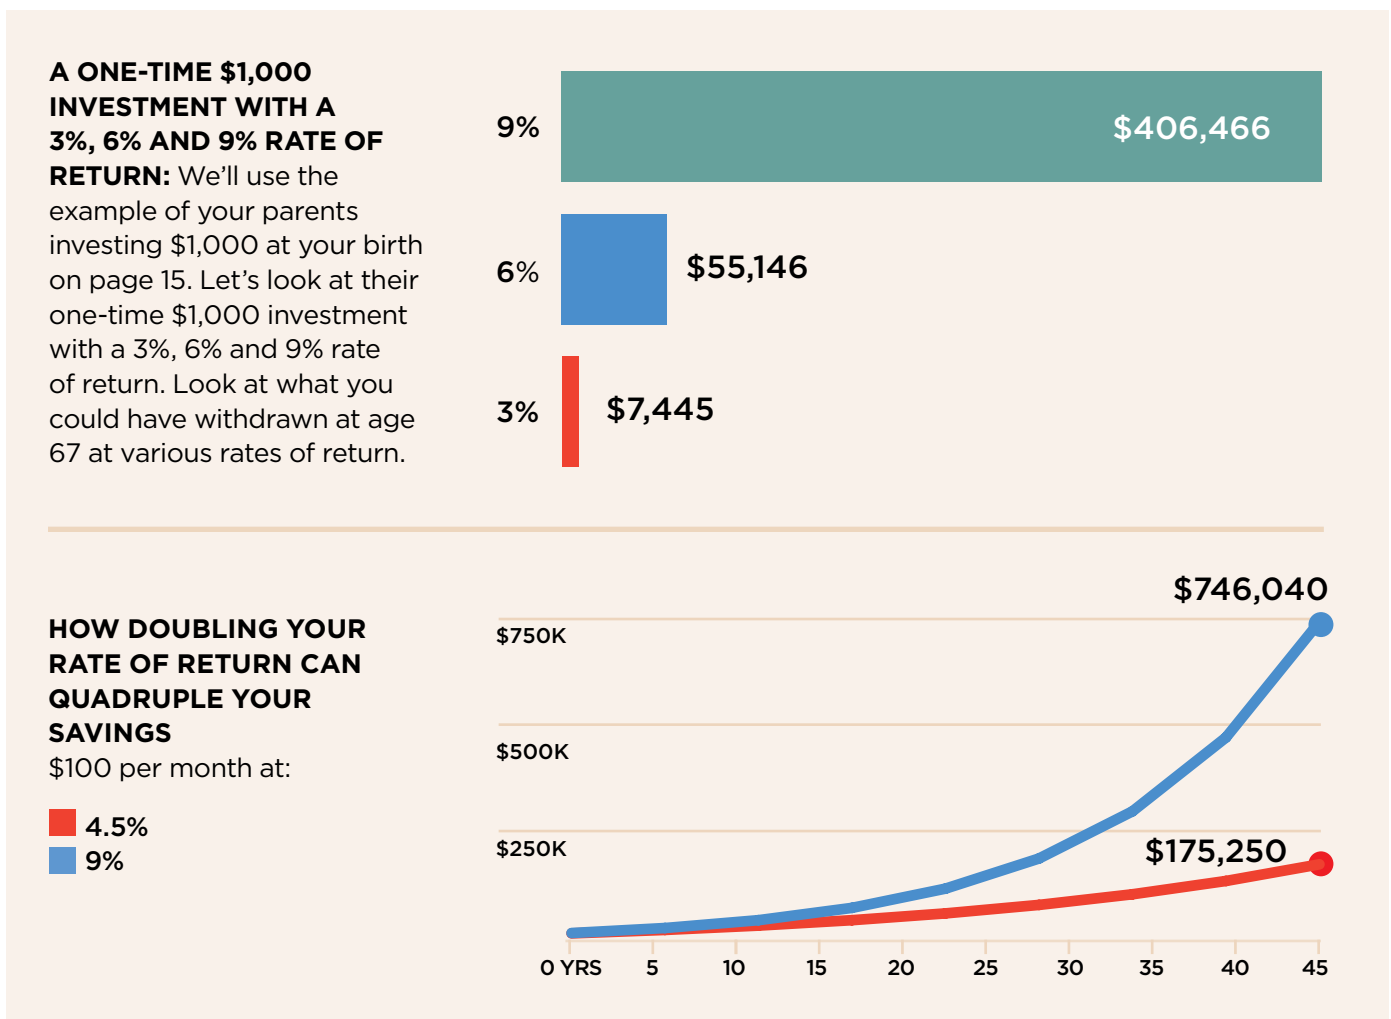 A ONE-TIME $1,000
INVESTMENT WITH A
3%, 6% AND 9% RATE OF
RETURN: We’ll use the
example of your parents
investing $1,000 at your birth
on page 15. Let’s look at their
one-time $1,000 investment
with a 3%, 6% and 9% rate
of return. Look at what you
could have withdrawn at age
67 at various rates of return.
9%
$406,466
6%
$55,146
3%
$7,445
HOW DOUBLING YOUR
RATE OF RETURN CAN
QUADRUPLE YOUR
SAVINGS
$100 per month at:
4.5%
9%
$746,040
$750K
$500K
$250K
$175,250
0 YRS 5 10 15 20 25 30 35 40 45